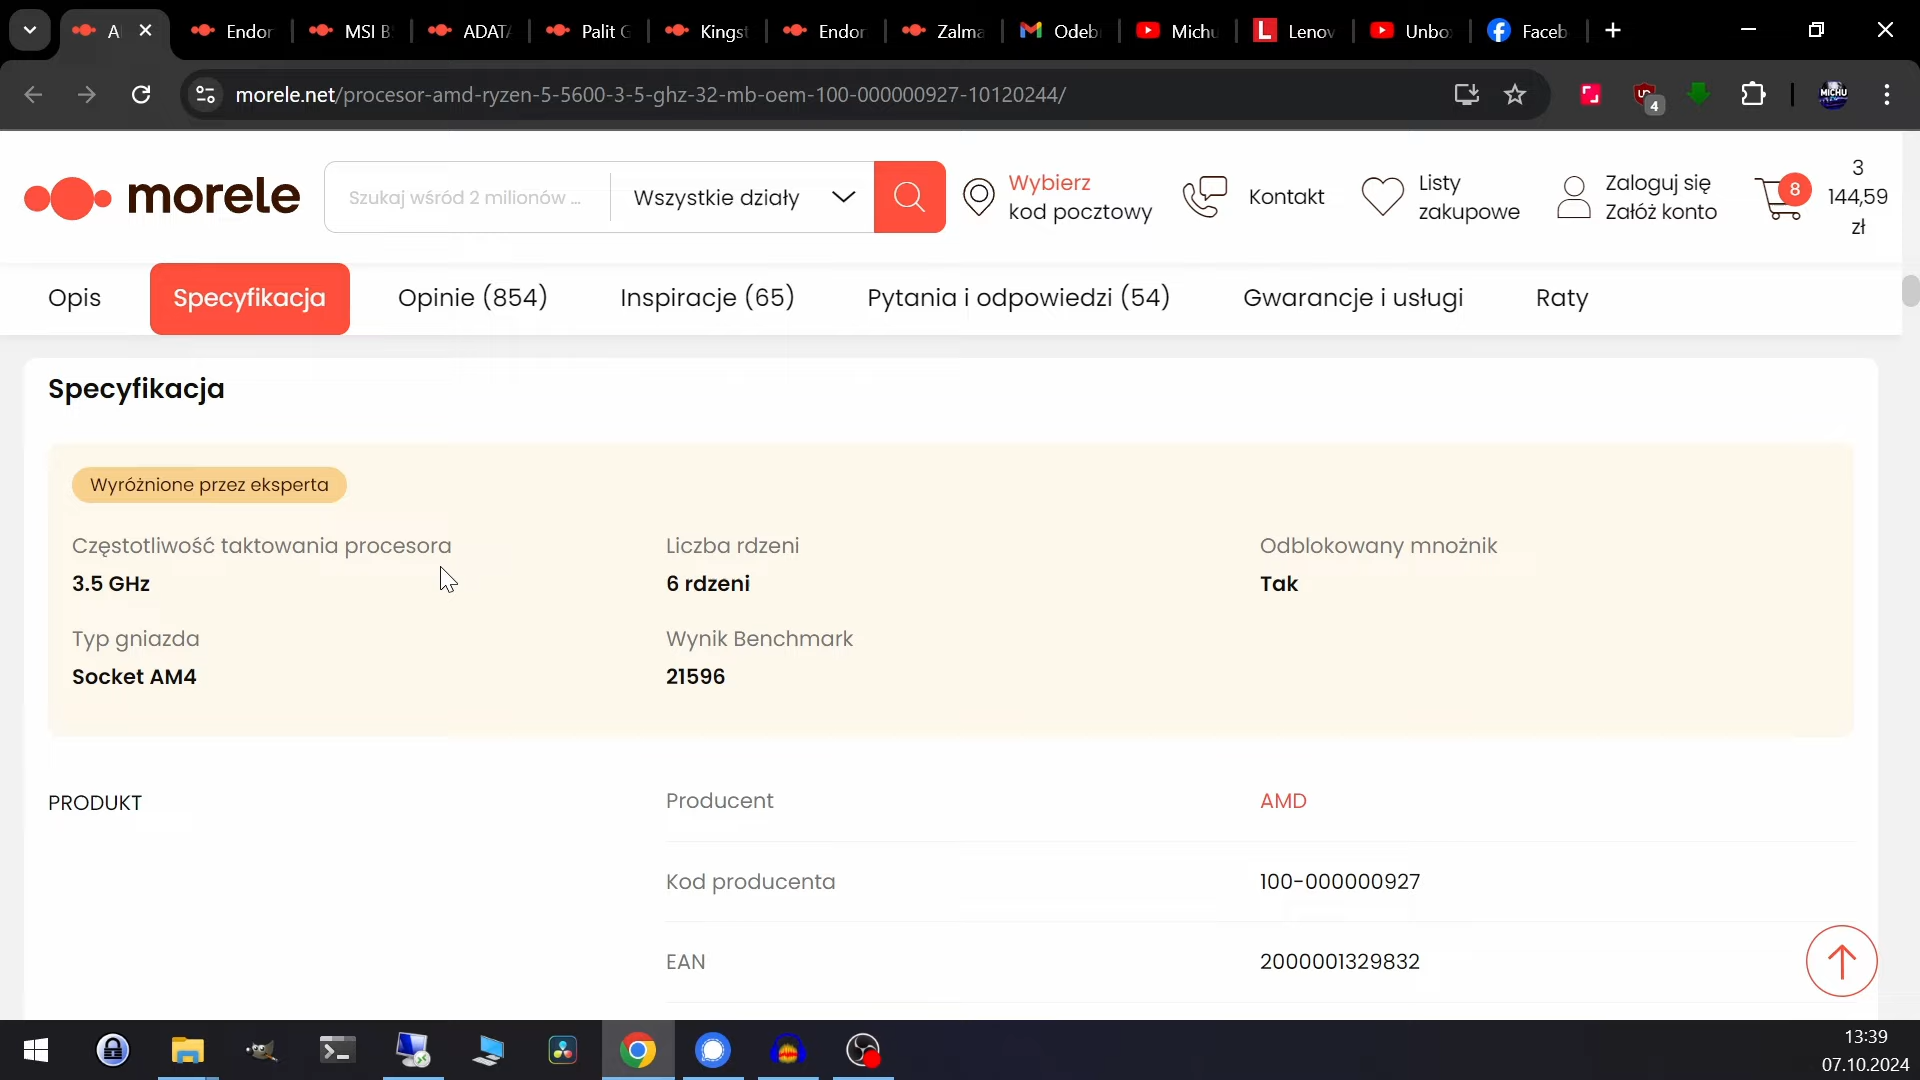 A
Endor
MSI B
ADATA
Palit G
Kingst
Endor
Zalma
Odeb
Michu
Lenov
Unbo
Faceb
morele.net/procesor-amd-ryzen-5-5600-3-5-ghz-32-mb-oem-100-000000927-10120244/
4
MICHU
morele
Szukaj wśród 2 milionów ...
Wszystkie działy
Wybierz
kod pocztowy
Kontakt
Listy
zakupowe
Zaloguj się
Załóż konto
8
3
144,59
zł
Opis
Specyfikacja
Opinie (854)
Inspiracje (65)
Pytania i odpowiedzi (54)
Gwarancje i usługi
Raty
Specyfikacja
Wyróżnione przez eksperta
Częstotliwość taktowania procesora
3.5 GHz
Liczba rdzeni
6 rdzeni
Odblokowany mnożnik
Tak
Typ gniazda
Socket AM4
Wynik Benchmark
21596
PRODUKT
Producent
AMD
Kod producenta
100-000000927
EAN
2000001329832
13:39
07.10.2024